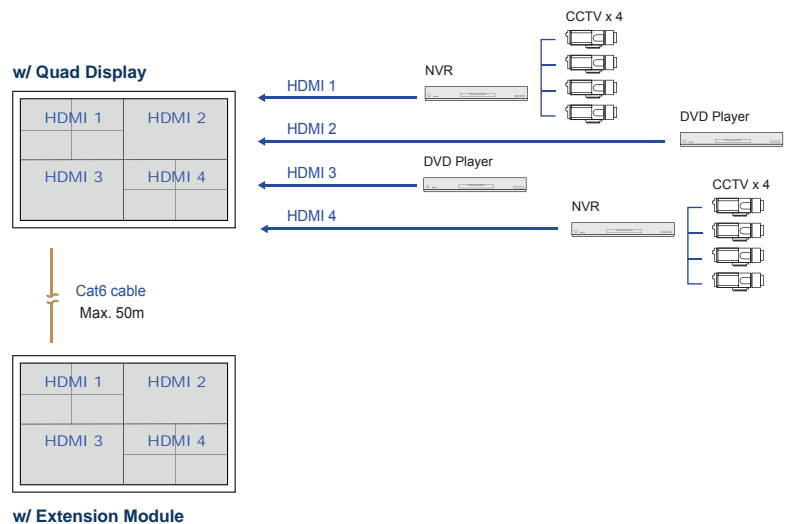 CCTV x 4
w/ Quad Display
NVR
HDMI 1
HDMI 1
HDMI 2
DVD Player
HDMI 2
DVD Player
HDMI 3
HDMI 3
HDMI 4
CCTV x 4
NVR
HDMI 4
Cat6 cable
Max. 50m
HDMI 1
HDMI 2
HDMI 3
HDMI 4
w/ Extension Module